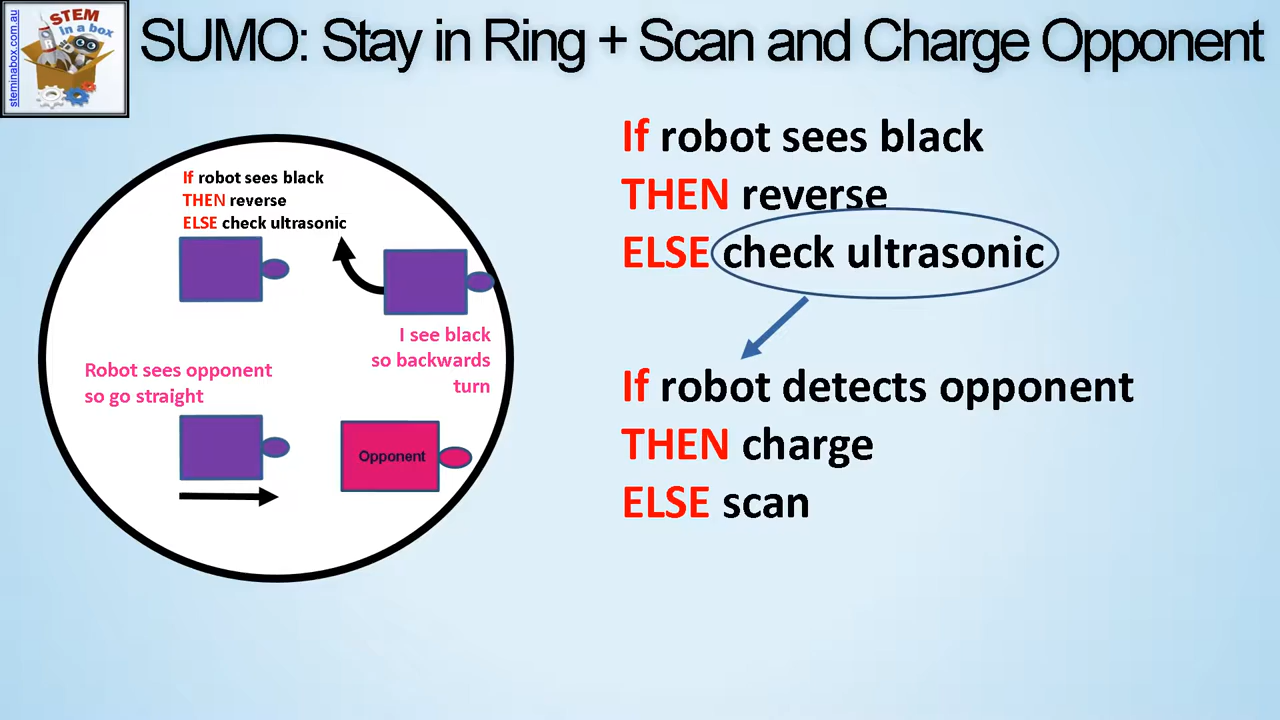 steminabox.com.au
STEM
in a box
SUMO: Stay in Ring + Scan and Charge Opponent
If robot sees black
THEN reverse
ELSE check ultrasonic
I see black
so backwards
turn
Robot sees opponent
so go straight
Opponent
If robot sees black
THEN reverse
ELSE check ultrasonic
If robot detects opponent
THEN charge
ELSE scan